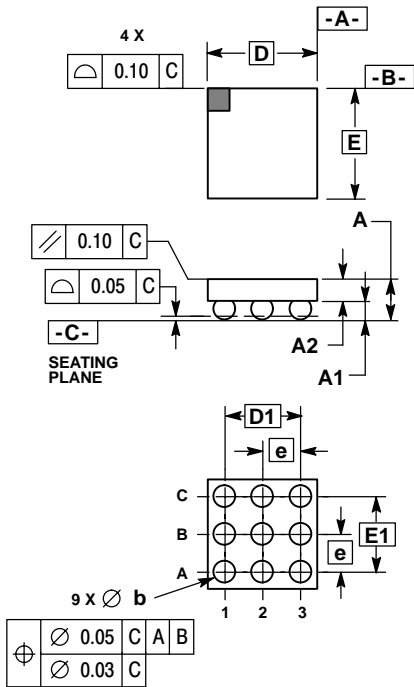 4 X
⌓ 0.10 C
D
-A-
-B-
E
A
// 0.10 C
⌓ 0.05 C
-C-
SEATING
PLANE
A2
A1
D1
e
C
B
A
E1
e
9 X ∅ b
1 2 3
⌖ ∅ 0.05 C A B
∅ 0.03 C